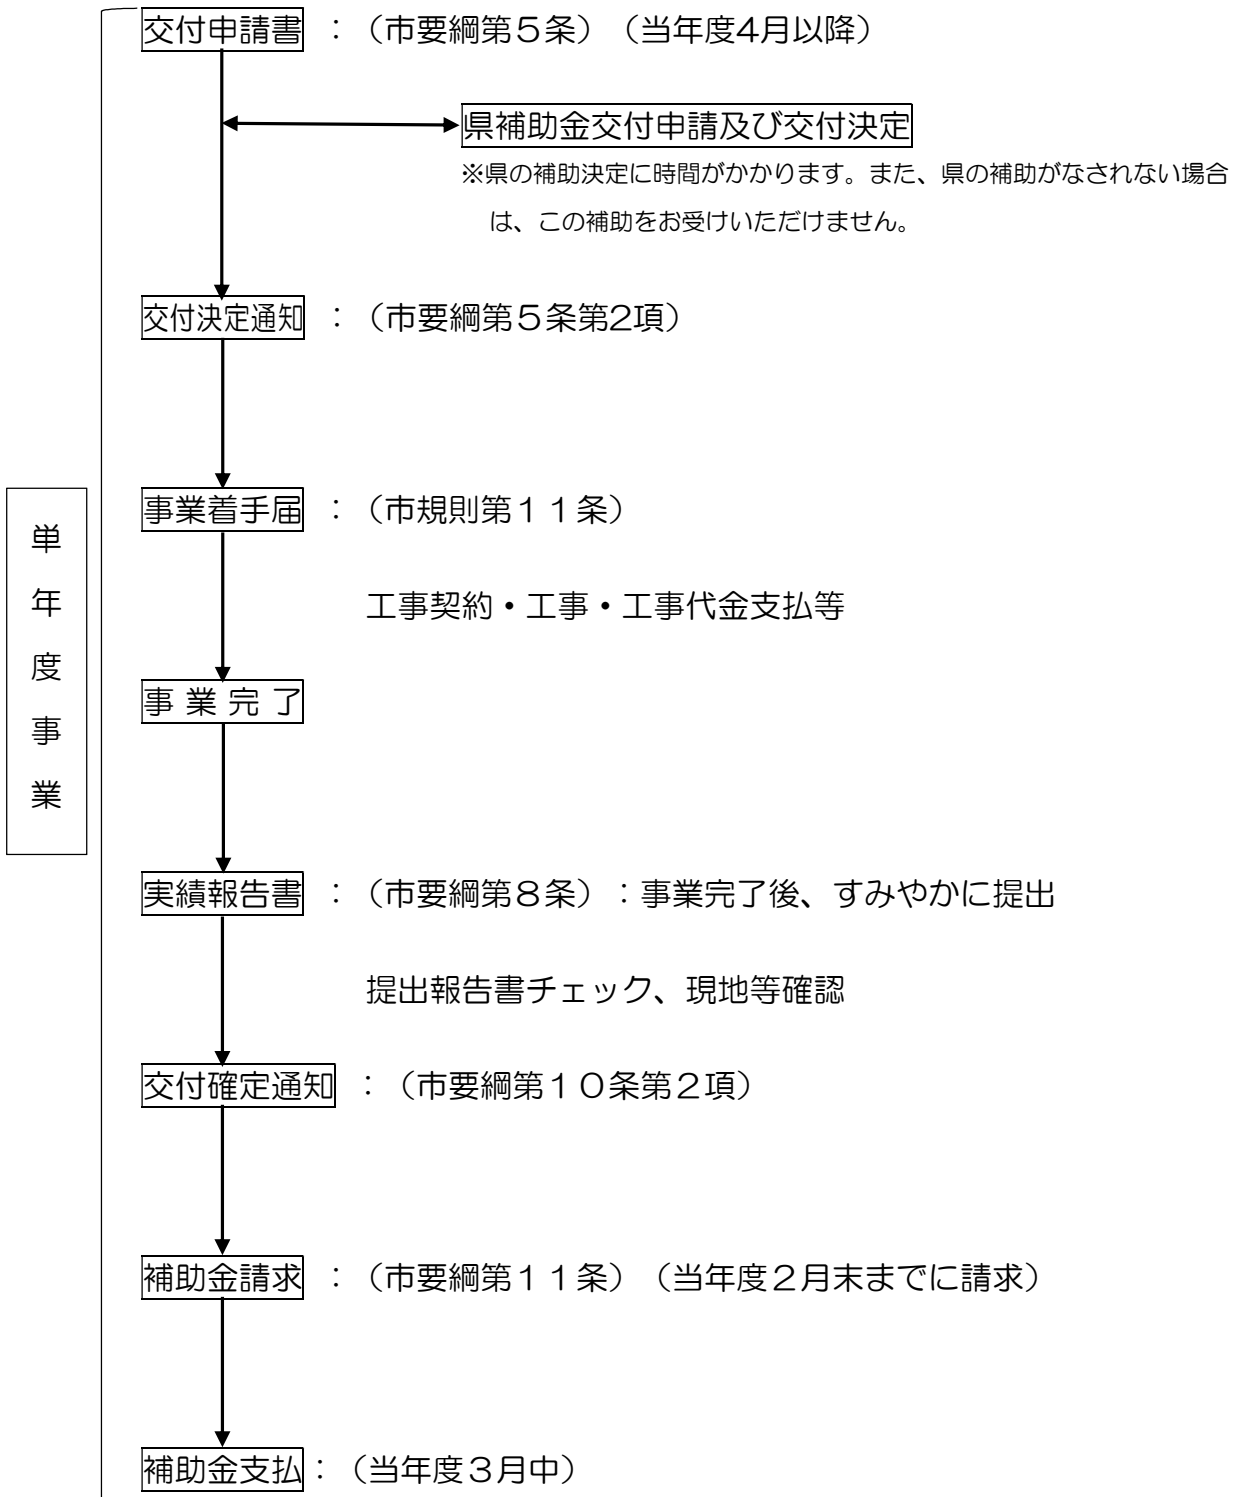 交付申請書 ：（市要綱第５条）（当年度4月以降）
県補助金交付申請及び交付決定
※県の補助決定に時間がかかります。また、県の補助がなされない場合
は、この補助をお受けいただけません。
交付決定通知 ：（市要綱第５条第2項）
事業着手届 ：（市規則第１１条）
単年度事業
工事契約・工事・工事代金支払等
事業完了
実績報告書 ：（市要綱第８条）：事業完了後、すみやかに提出
提出報告書チェック、現地等確認
交付確定通知 ：（市要綱第１０条第２項）
補助金請求 ：（市要綱第１１条）（当年度２月末までに請求）
補助金支払：（当年度３月中）